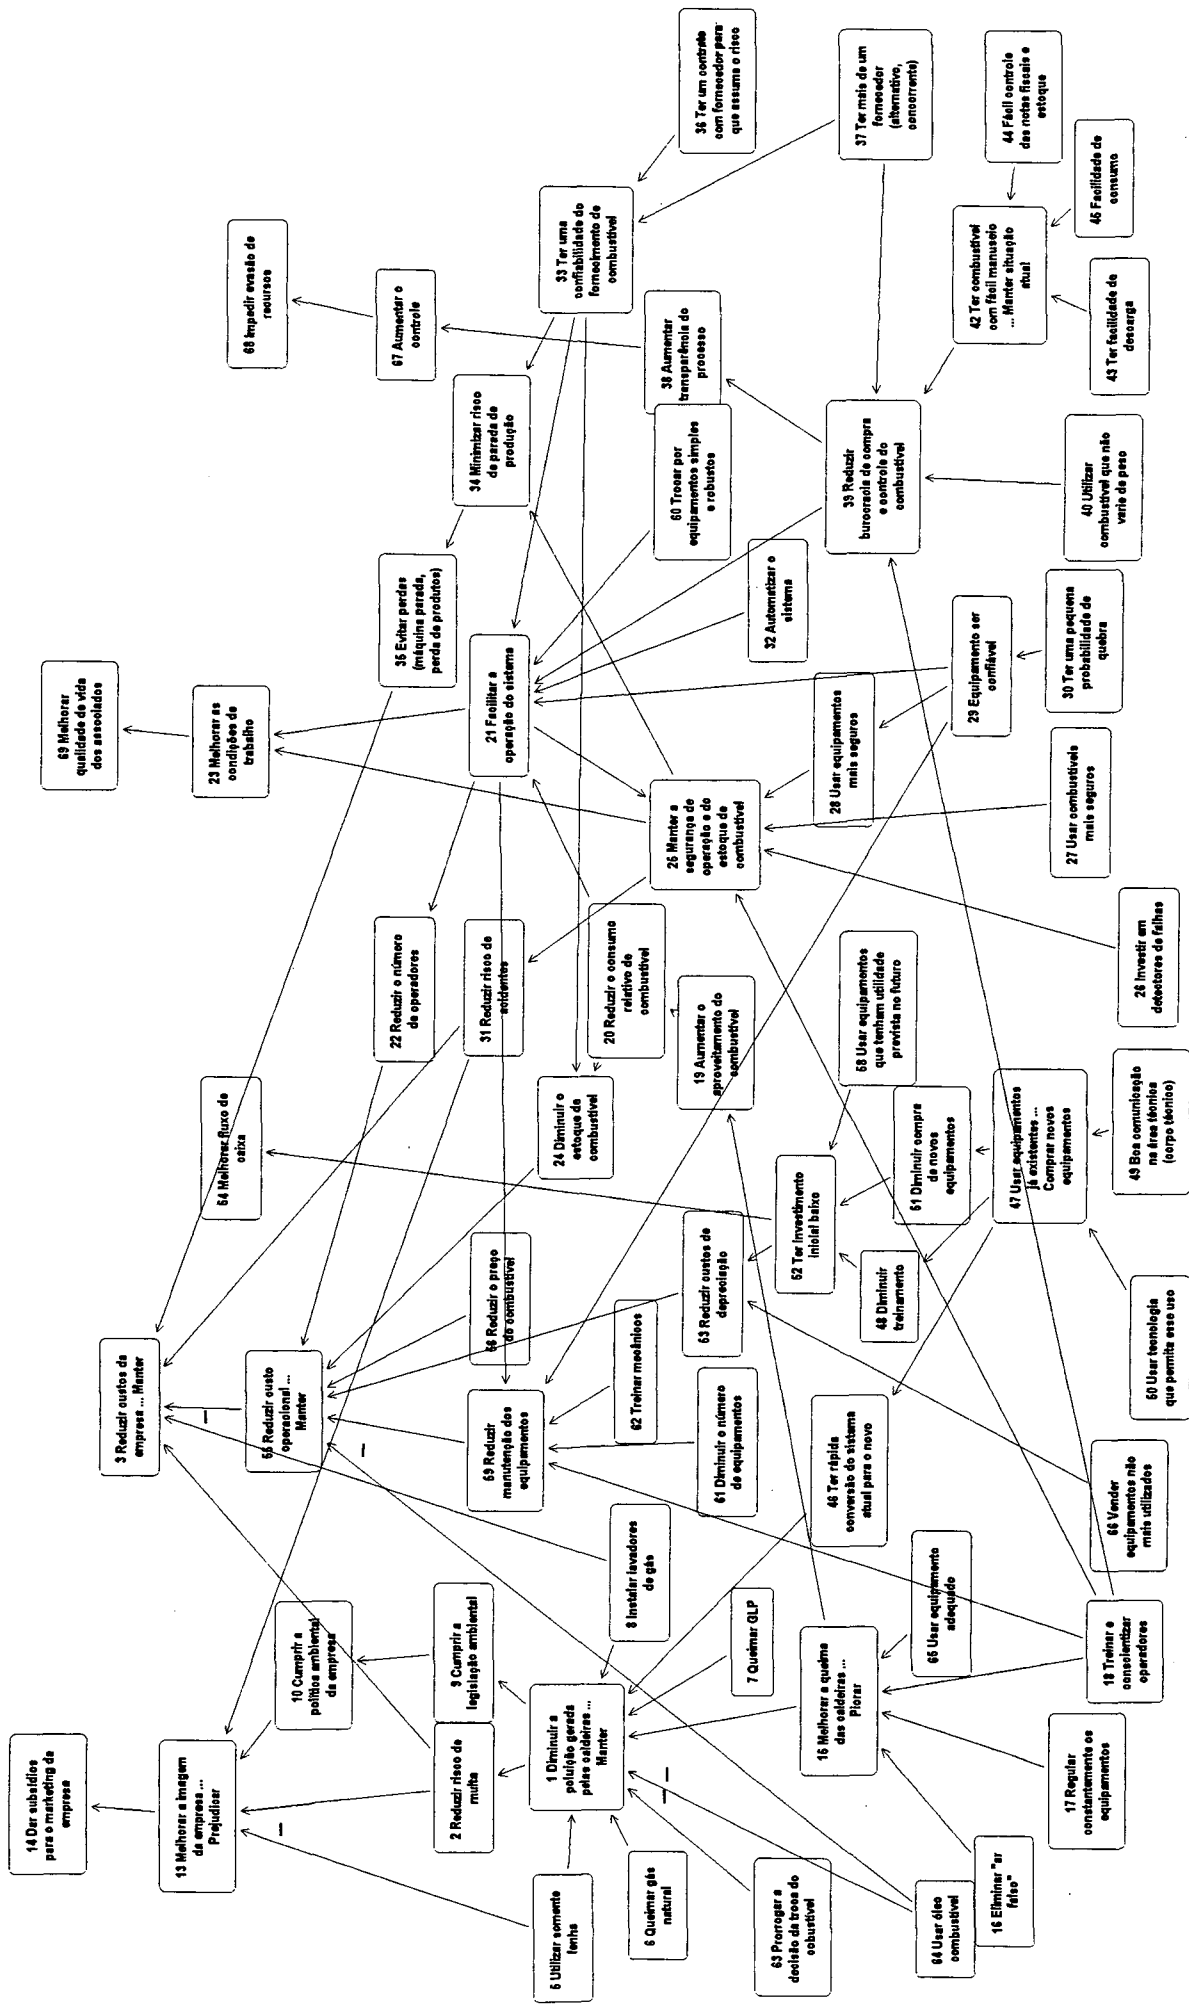 14 Dar subsídios
para o marketing da
empresa
69 Melhorar
qualidade de vida
dos associados
3 Reduzir custos da
empresa ... Manter
13 Melhorar a imagem
da empresa ...
Prejudicar
54 Melhorar fluxo de
caixa
23 Melhorar as
condições de
trabalho
68 Impedir evasão de
recursos
–
–
10 Cumprir a
política ambiental
da empresa
55 Reduzir custo
operacional ...
Manter
–
22 Reduzir o número
de operadores
35 Evitar perdas
(máquina parada,
perda de produtos)
67 Aumentar o
controle
2 Reduzir risco de
multa
9 Cumprir a
legislação ambiental
59 Reduzir
manutenção dos
equipamentos
56 Reduzir o preço
do combustível
31 Reduzir risco de
acidentes
21 Facilitar a
operação do sistema
34 Minimizar risco
de parada de
produção
5 Utilizar somente
lenha
1 Diminuir a
poluição gerada
pelas caldeiras ...
Manter
24 Diminuir o
estoque de
combustível
33 Ter uma
confiabilidade do
fornecimento de
combustível
6 Queimar gás
natural
– –
8 Instalar lavadores
de gás
62 Treinar mecânicos
20 Reduzir o consumo
relativo de
combustível
25 Manter a
segurança de
operação e do
estoque de
combustível
60 Trocar por
equipamentos simples
e robustos
38 Aumentar
transparência do
processo
36 Ter um contrato
com fornecedor para
que assuma o risco
63 Prorrogar a
decisão da troca do
cobustível
7 Queimar GLP
61 Diminuir o número
de equipamentos
53 Reduzir custos de
depreciação
19 Aumentar o
aproveitamento do
combustível
32 Automatizar o
sistema
15 Melhorar a queima
das caldeiras ...
Piorar
46 Ter rápida
conversão do sistema
atual para o novo
52 Ter investimento
inicial baixo
58 Usar equipamentos
que tenham utilidade
prevista no futuro
28 Usar equipamentos
mais seguros
39 Reduzir
burocracia de compra
e controle do
combustível
37 Ter mais de um
fornecedor
(alternativo,
concorrente)
64 Usar óleo
combustível
65 Usar equipamento
adequado
48 Diminuir
treinamento
51 Diminuir compra
de novos
equipamentos
29 Equipamento ser
confiável
42 Ter combustível
com fácil manuseio
... Manter situação
atual
16 Eliminar "ar
falso"
47 Usar equipamentos
já existentes ...
Comprar novos
equipamentos
44 Fácil controle
das notas fiscais e
estoque
17 Regular
constantemente os
equipamentos
18 Treinar e
conscientizar
operadores
66 Vender
equipamentos não
mais utilizados
50 Usar tecnologia
que permita esse uso
49 Boa comunicação
na área técnica
(corpo técnico)
26 Investir em
detectores de falhas
27 Usar combustíveis
mais seguros
30 Ter uma pequena
probabilidade de
quebra
40 Utilizar
combustível que não
varie de peso
43 Ter facilidade de
descarga
45 Facilidade de
consumo